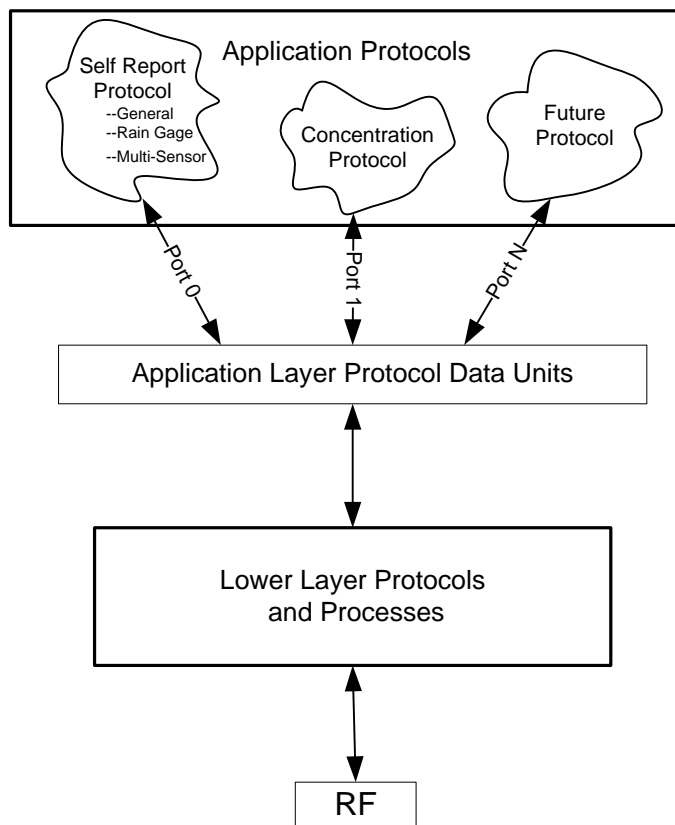 Application Protocols
Self Report
Protocol
--General
--Rain Gage
--Multi-Sensor
Concentration
Protocol
Future
Protocol
Port 0
Port 1
Port N
Application Layer Protocol Data Units
Lower Layer Protocols
and Processes
RF